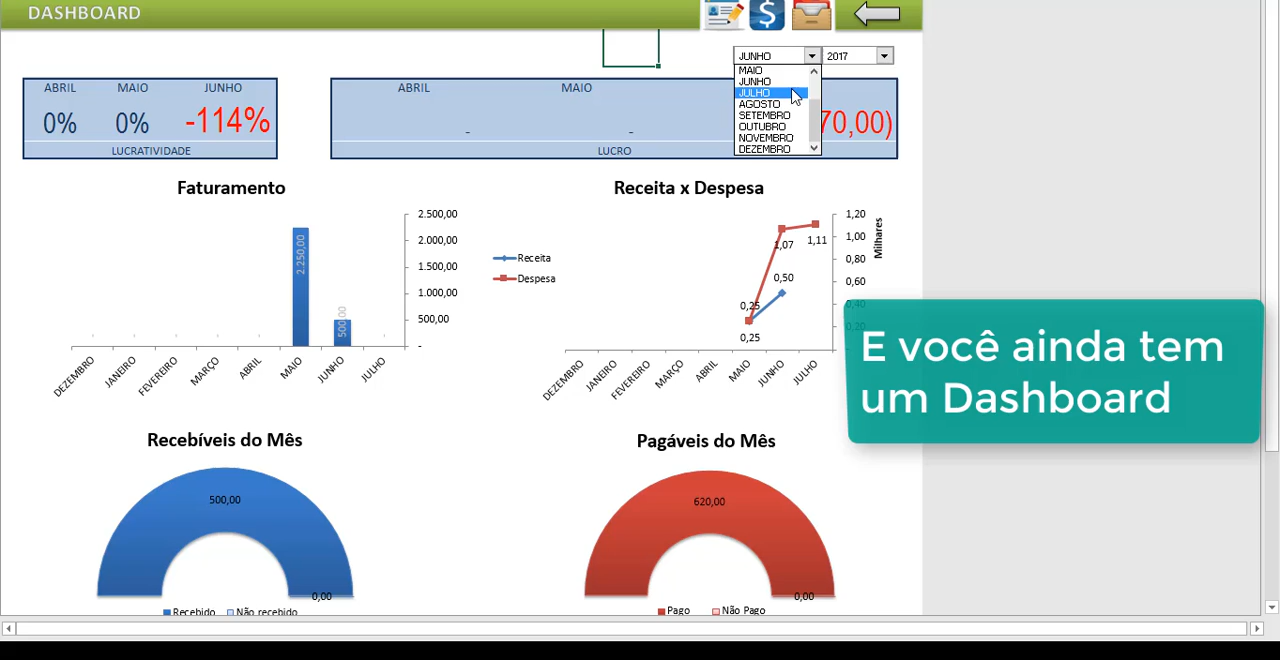 DASHBOARD
JUNHO 2017
MAIO
JUNHO
JULHO
AGOSTO
SETEMBRO
OUTUBRO
NOVEMBRO
DEZEMBRO
ABRIL MAIO JUNHO
0% 0% -114%
LUCRATIVIDADE
ABRIL MAIO
- - 70,00)
LUCRO
Faturamento
2.500,00
2.000,00
1.500,00
1.000,00
500,00
-
2.250,00
500,00
DEZEMBRO JANEIRO FEVEREIRO MARÇO ABRIL MAIO JUNHO JULHO
Receita x Despesa
Receita
Despesa
1,20
1,00
0,80
0,60
0,40
0,20
Milhares
1,07
1,11
0,50
0,25
0,25
DEZEMBRO JANEIRO FEVEREIRO MARÇO ABRIL MAIO JUNHO JULHO
E você ainda tem
um Dashboard
Recebíveis do Mês
500,00
0,00
Recebido Não recebido
Pagáveis do Mês
620,00
0,00
Pago Não Pago